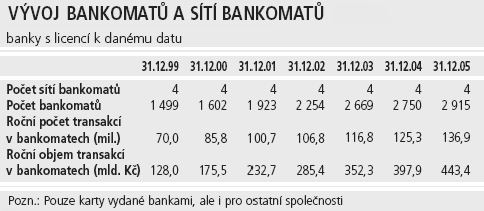 VÝVOJ BANKOMATŮ A SÍTÍ BANKOMATŮ
banky s licencí k danému datu
31.12.99 31.12.00 31.12.01 31.12.02 31.12.03 31.12.04 31.12.05
Počet sítí bankomatů 4 4 4 4 4 4 4
Počet bankomatů 1 499 1 602 1 923 2 254 2 669 2 750 2 915
Roční počet transakcí
v bankomatech (mil.) 70,0 85,8 100,7 106,8 116,8 125,3 136,9
Roční objem transakcí
v bankomatech (mld. Kč) 128,0 175,5 232,7 285,4 352,3 397,9 443,4
Pozn.: Pouze karty vydané bankami, ale i pro ostatní společnosti